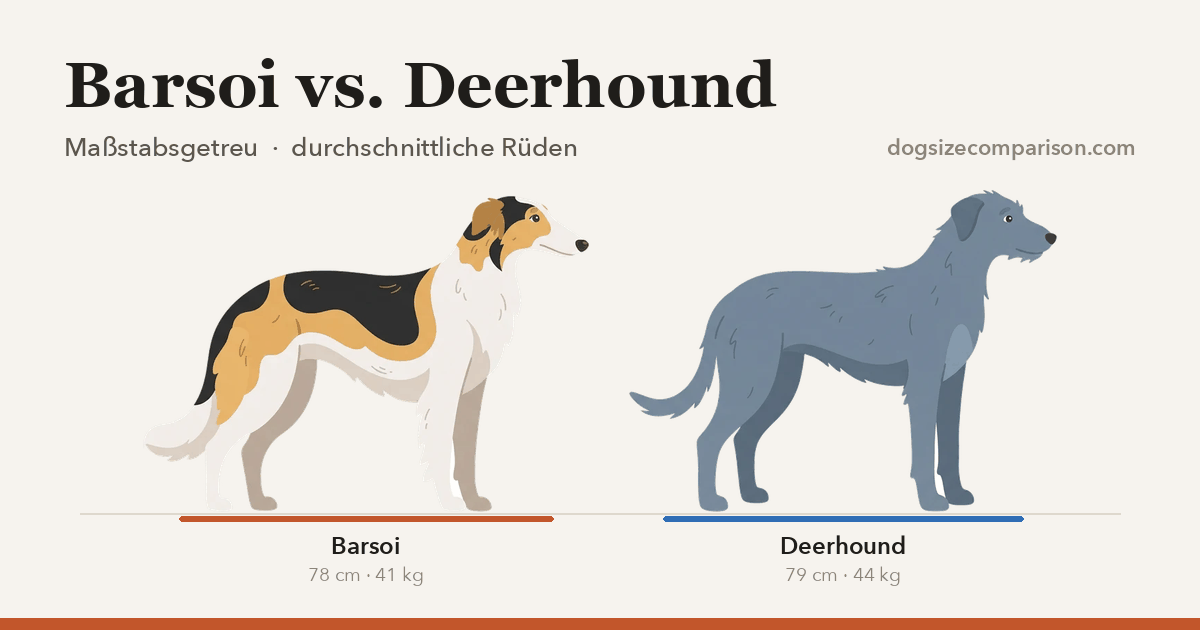 Barsoi vs. Deerhound
Maßstabsgetreu · durchschnittliche Rüden
dogsizecomparison.com
Barsoi
78 cm · 41 kg
Deerhound
79 cm · 44 kg